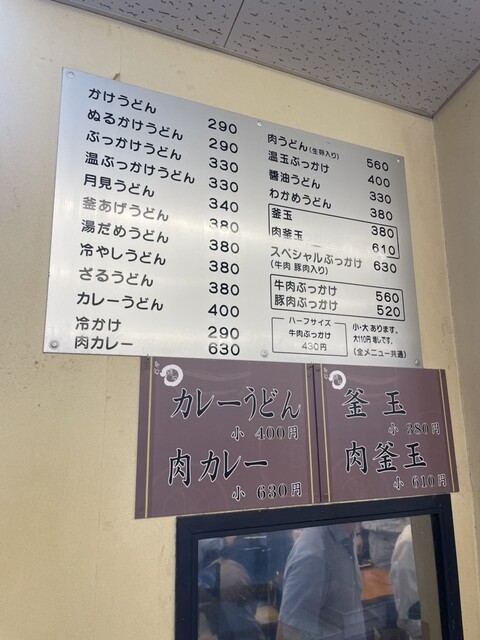 かけうどん 290
ぬるかけうどん 290
ぶっかけうどん 330
温ぶっかけうどん 330
月見うどん 340
釜あげうどん 380
湯だめうどん 380
冷やしうどん 380
ざるうどん 380
カレーうどん 400
冷かけ 290
肉カレー 630
肉うどん(生卵入り) 560
温玉ぶっかけ 400
醬油うどん 330
わかめうどん 380
釜玉 380
肉釜玉 610
スペシャルぶっかけ 630
(牛肉 豚肉入り)
牛肉ぶっかけ 560
豚肉ぶっかけ 520
ハーフサイズ
牛肉ぶっかけ
430円
小・大 あります。
大110円 増しです。
(全メニュー共通)
カレーうどん
小 400円
肉カレー
小 630円
釜玉
小 380円
肉釜玉
小 610円